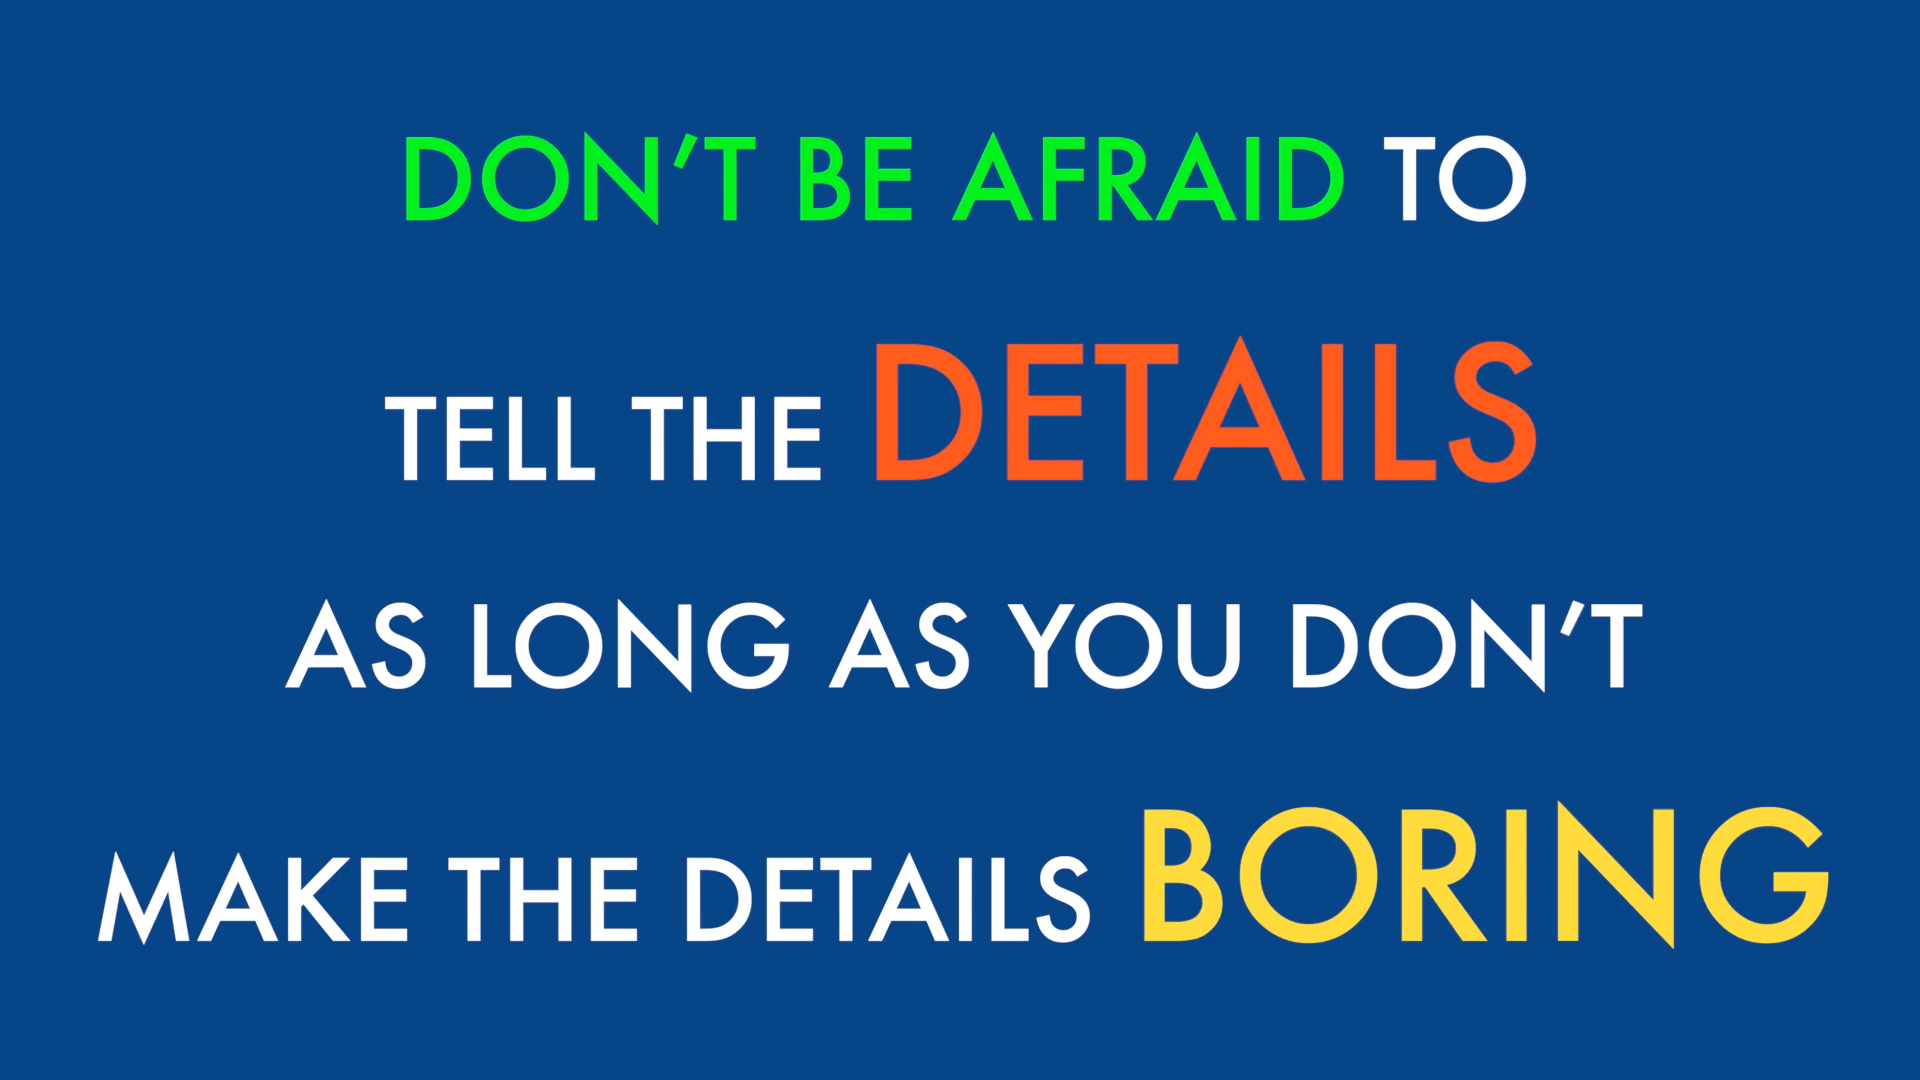 DON’T BE AFRAID TO
TELL THE DETAILS
AS LONG AS YOU DON’T
MAKE THE DETAILS BORING